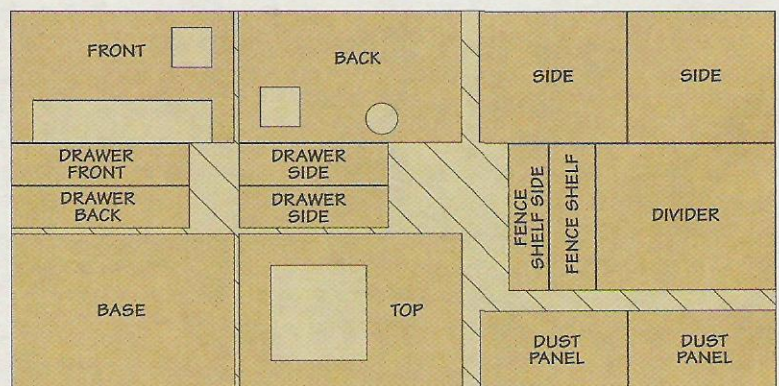 FRONT
BACK
SIDE
SIDE
DRAWER
FRONT
DRAWER
SIDE
DRAWER
BACK
DRAWER
SIDE
FENCE
SHELF SIDE
FENCE SHELF
DIVIDER
BASE
TOP
DUST
PANEL
DUST
PANEL